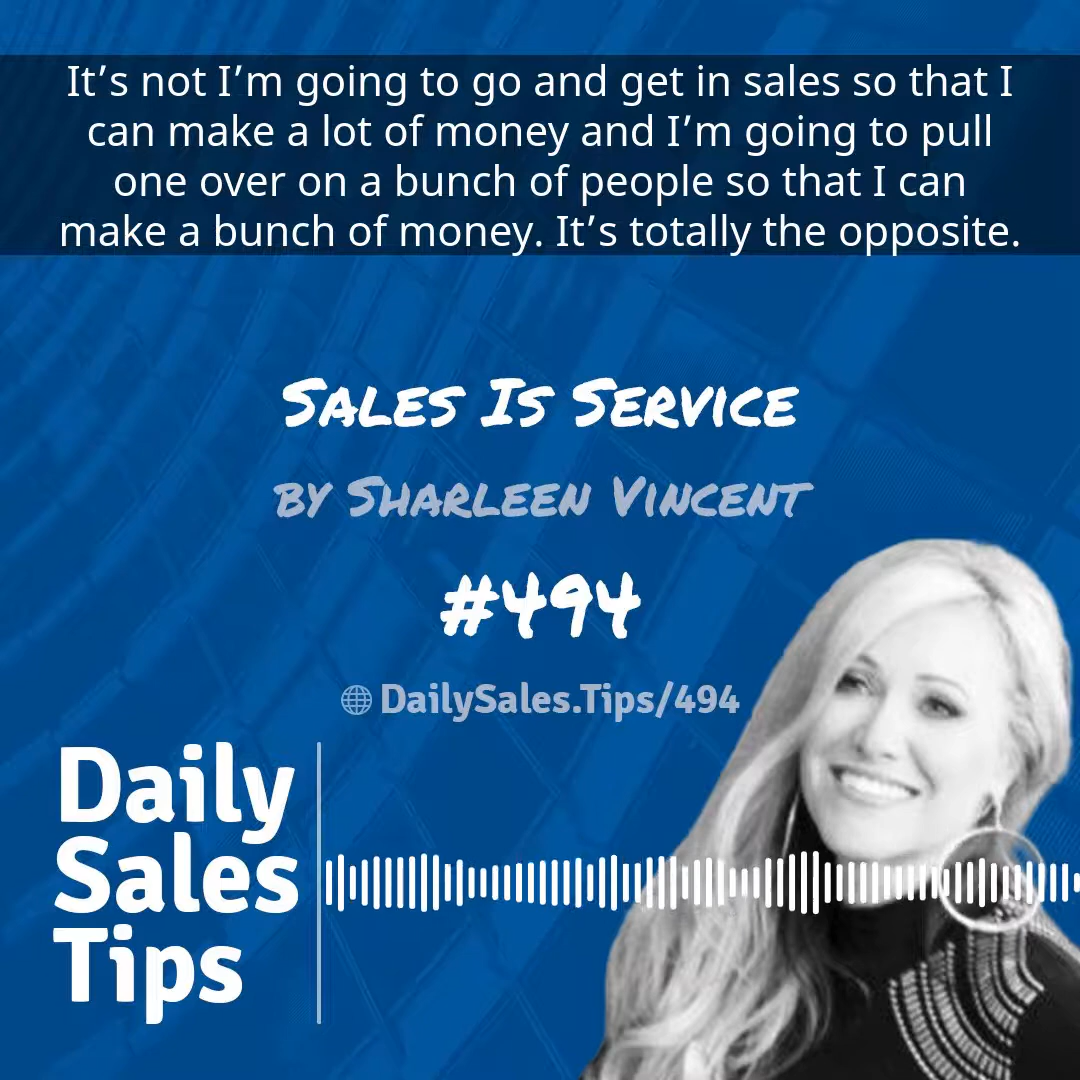 It’s not I’m going to go and get in sales so that I
can make a lot of money and I’m going to pull
one over on a bunch of people so that I can
make a bunch of money. It’s totally the opposite.
Sales Is Service
by Sharleen Vincent
#494
DailySales.Tips/494
Daily
Sales
Tips